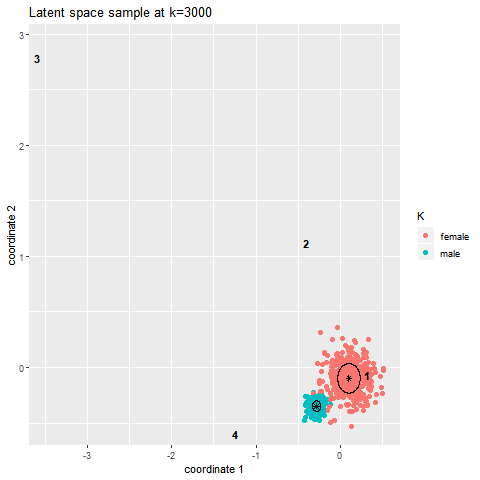 Latent space sample at k=3000
3
3
2
2
1
1
0
4
-3
-2
-1
0
coordinate 1
coordinate 2
K
female
male